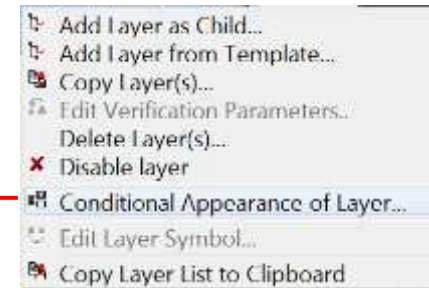 Add Layer as Child...
Add Layer from Template...
Copy Layer(s)...
Edit Verification Parameters..
Delete Layer(s)...
Disable layer
Conditional Appearance of Layer...
Edit Layer Symbol...
Copy Layer List to Clipboard